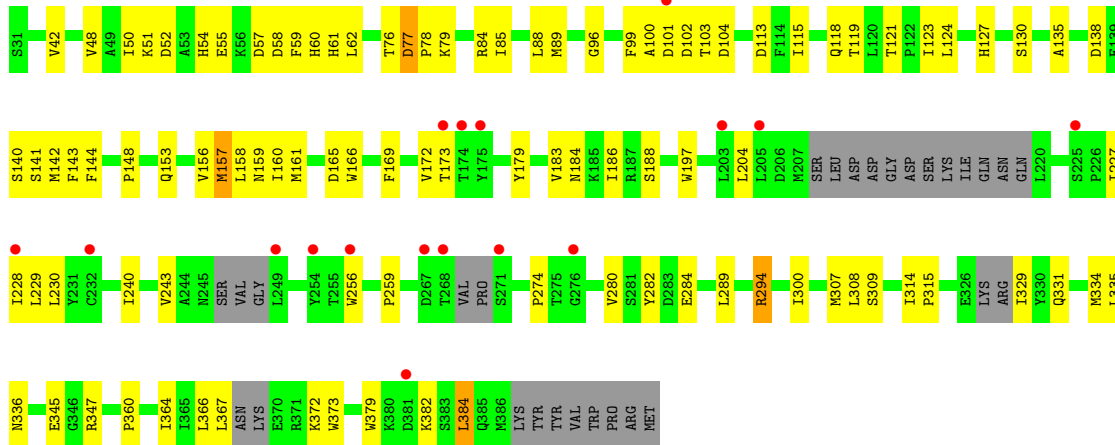 S31 V42 V48 A49 I50 K51 D52 A53 H54 E55 K56 D57 D58 F59 H60 H61 L62 T76 D77 P78 K79 R84 I85 L88 M89 G96 F99 A100 D101 D102 T103 D104 D113 F114 I115 Q118 T119 L120 T121 P122 I123 L124 H127 S130 A135 D138 E139
S140 S141 M142 F143 F144 P148 Q153 V156 M157 L158 N159 I160 M161 D165 W166 F169 V172 T173 T174 Y175 Y179 V183 N184 K185 I186 R187 S188 W197 L203 L204 L205 D206 M207 SER LEU ASP ASP GLY ASP SER LYS ILE GLN ASN GLN L220 S225 P226 I227
I228 L229 L230 Y231 C232 I240 V243 A244 N245 SER VAL GLY L249 Y254 T255 W256 P259 D267 T268 VAL PRO S271 P274 T275 G276 V280 S281 Y282 D283 E284 L289 R294 I300 M307 L308 S309 I314 P315 E326 LYS ARG I329 Y330 Q331 M334 L335
N336 E345 G346 R347 P360 I364 I365 L366 L367 ASN LYS E370 R371 K372 W373 W379 K380 D381 K382 S383 L384 Q385 M386 LYS TYR TYR VAL TRP PRO ARG MET